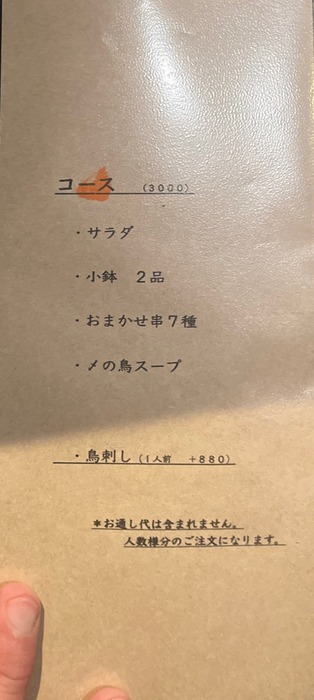 コース (3000)
・サラダ
・小鉢 2品
・おまかせ串7種
・〆の鳥スープ
・鳥刺し(1人前 +880)
*お通し代は含まれません。
人数様分のご注文になります。